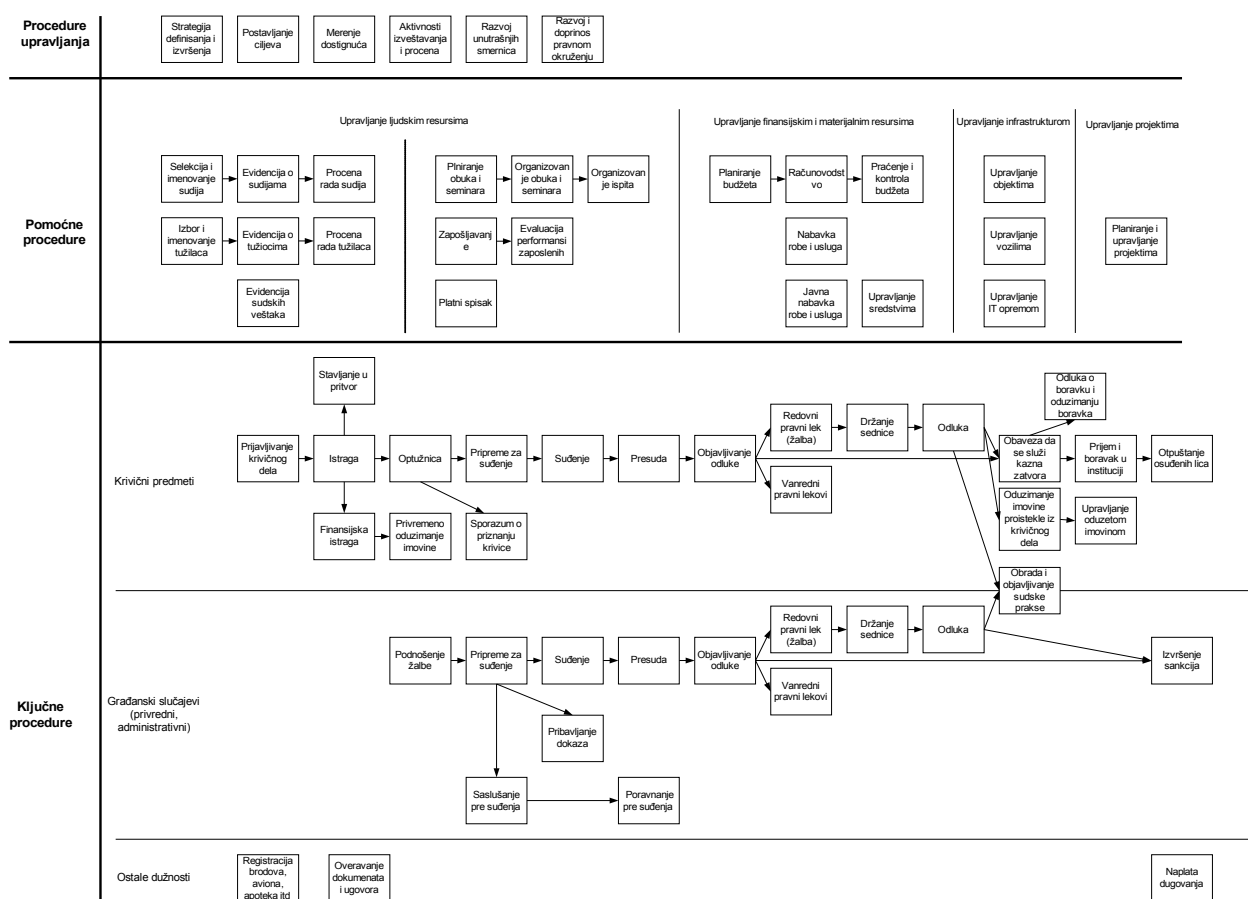 Procedure
upravljanja
Strategija
definisanja i
izvršenja
Postavljanje
ciljeva
Merenje
dostignuća
Aktivnosti
izveštavanja
i procena
Razvoj
unutrašnjih
smernica
Razvoj i
doprinos
pravnom
okruženju
Pomoćne
procedure
Upravljanje ljudskim resursima
Upravljanje finansijskim i materijalnim resursima
Upravljanje infrastrukturom
Upravljanje projektima
Selekcija i
imenovanje
sudija
Evidencija o
sudijama
Procena
rada sudija
Plniranje
obuka i
seminara
Organizovan
je obuka i
seminara
Organizovan
je ispita
Planiranje
budžeta
Računovodst
vo
Praćenje i
kontrola
budžeta
Upravljanje
objektima
Izbor i
imenovanje
tužilaca
Evidencija o
tužiocima
Procena
rada tužilaca
Zapošljavanj
e
Evaluacija
performansi
zaposlenih
Nabavka
robe i usluga
Upravljanje
vozilima
Planiranje i
upravljanje
projektima
Evidencija
sudskih
veštaka
Platni spisak
Javna
nabavka
robe i usluga
Upravljanje
sredstvima
Upravljanje
IT opremom
Ključne
procedure
Krivični predmeti
Stavljanje u
pritvor
Odluka o
boravku i
oduzimanju
boravka
Prijavljivanje
krivičnog
dela
Istraga
Optužnica
Pripreme za
suđenje
Suđenje
Presuda
Objavljivanje
odluke
Redovni
pravni lek
(žalba)
Držanje
sednice
Odluka
Obaveza da
se služi
kazna
zatvora
Prijem i
boravak u
instituciji
Otpuštanje
osuđenih lica
Vanredni
pravni lekovi
Finansijska
istraga
Privremeno
oduzimanje
imovine
Sporazum o
priznanju
krivice
Oduzimanje
imovine
proistekle iz
krivičnog
dela
Upravljanje
oduzetom
imovinom
Obrada i
objavljivanje
sudske
prakse
Građanski slučajevi
(privredni,
administrativni)
Podnošenje
žalbe
Pripreme za
suđenje
Suđenje
Presuda
Objavljivanje
odluke
Redovni
pravni lek
(žalba)
Držanje
sednice
Odluka
Izvršenje
sankcija
Vanredni
pravni lekovi
Pribavljanje
dokaza
Saslušanje
pre suđenja
Poravnanje
pre suđenja
Ostale dužnosti
Registracija
brodova,
aviona,
apoteka itd
Overavanje
dokumenata
i ugovora
Naplata
dugovanja